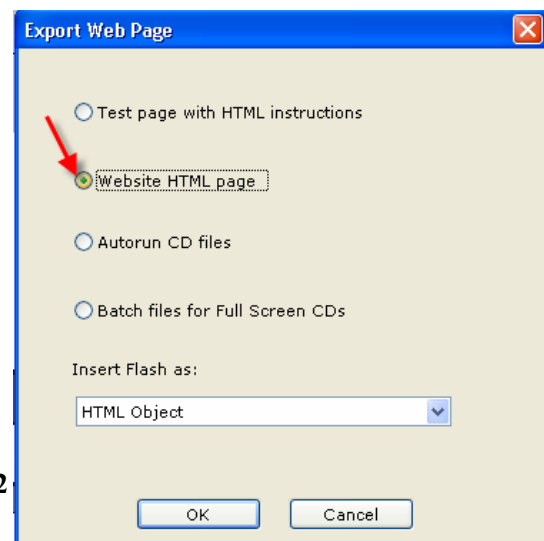 Export Web Page
Test page with HTML instructions
Website HTML page
Autorun CD files
Batch files for Full Screen CDs
Insert Flash as:
HTML Object
2
OK Cancel